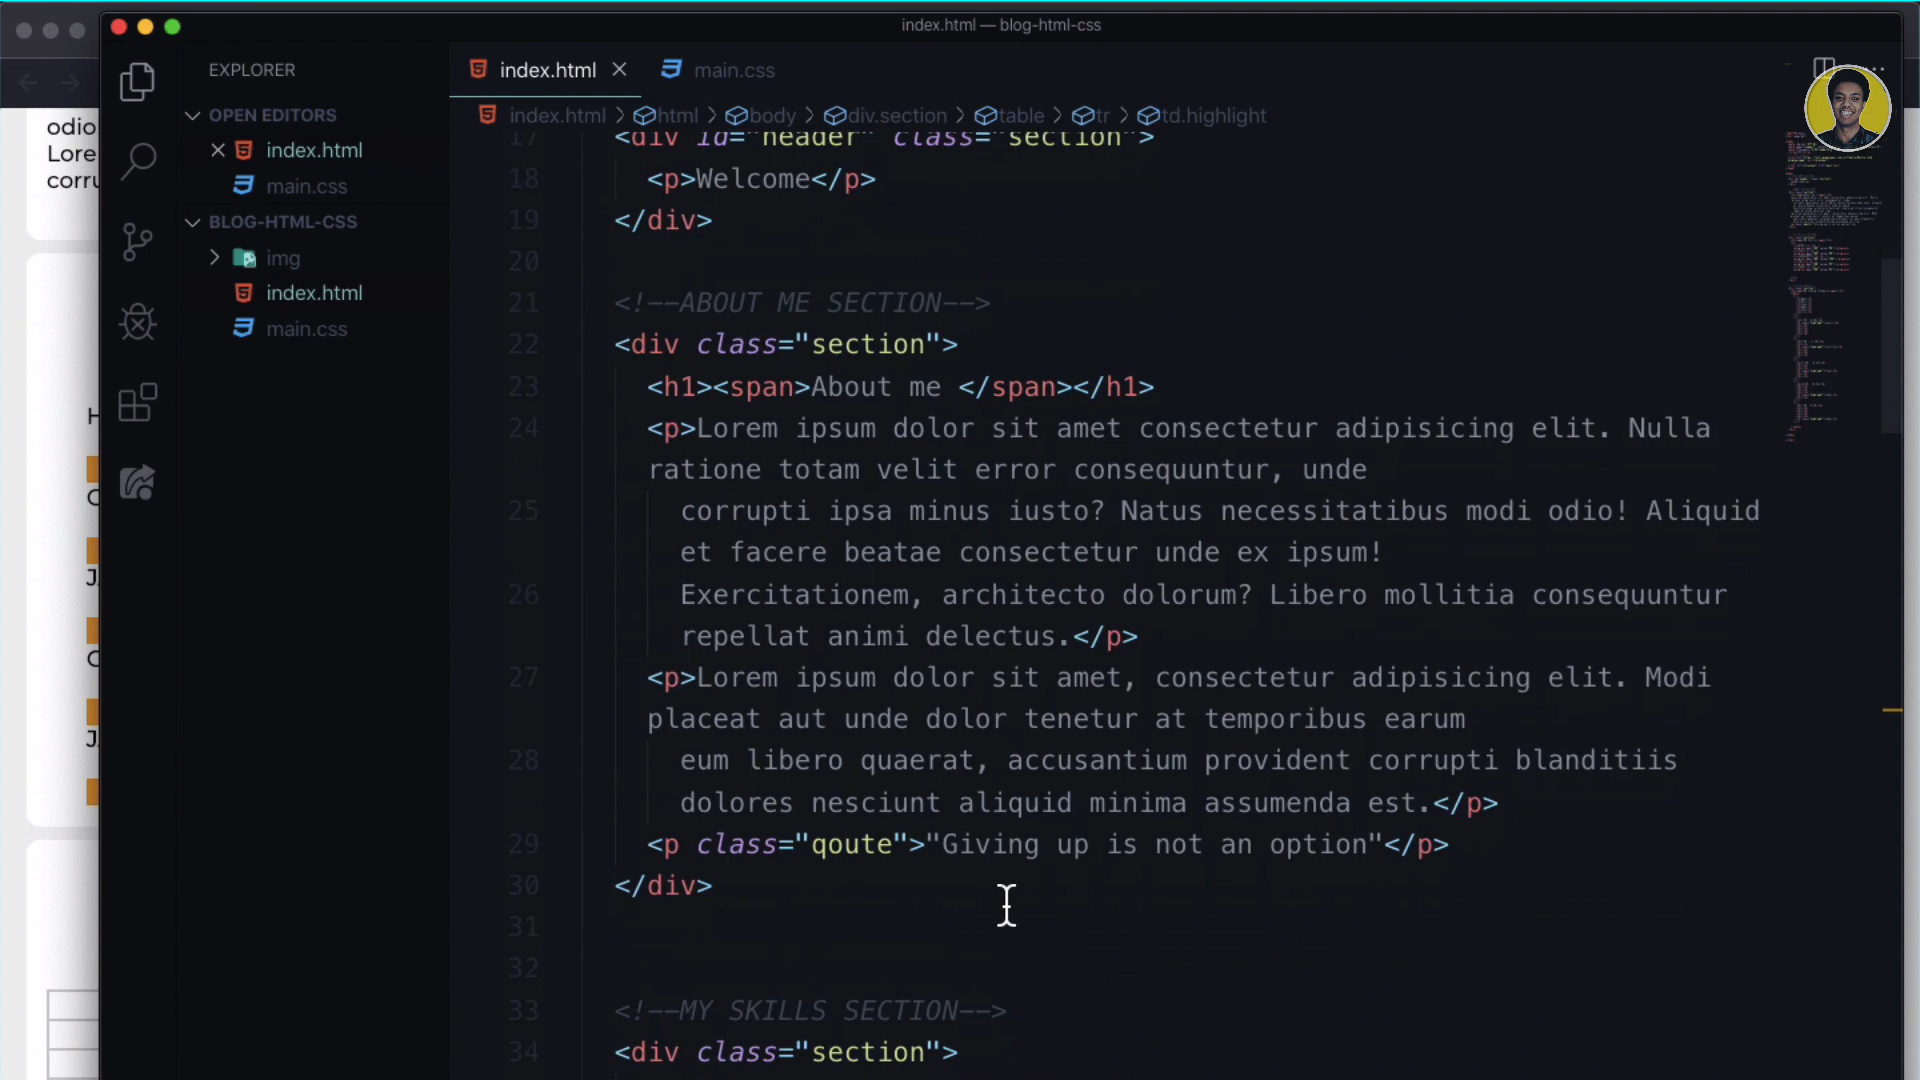 index.html — blog-html-css
EXPLORER
OPEN EDITORS
index.html
main.css
BLOG-HTML-CSS
img
index.html
main.css
index.html
main.css
index.html > html > body > div.section > table > tr > td.highlight
17 <div id="header" class="section">
18 <p>Welcome</p>
19 </div>
20
21 <!--ABOUT ME SECTION-->
22 <div class="section">
23 <h1><span>About me </span></h1>
24 <p>Lorem ipsum dolor sit amet consectetur adipisicing elit. Nulla
ratione totam velit error consequuntur, unde
25 corrupti ipsa minus iusto? Natus necessitatibus modi odio! Aliquid
et facere beatae consectetur unde ex ipsum!
26 Exercitationem, architecto dolorum? Libero mollitia consequuntur
repellat animi delectus.</p>
27 <p>Lorem ipsum dolor sit amet, consectetur adipisicing elit. Modi
placeat aut unde dolor tenetur at temporibus earum
28 eum libero quaerat, accusantium provident corrupti blanditiis
dolores nesciunt aliquid minima assumenda est.</p>
29 <p class="qoute">"Giving up is not an option"</p>
30 </div>
31
32
33 <!--MY SKILLS SECTION-->
34 <div class="section">
odio
Lore
corru